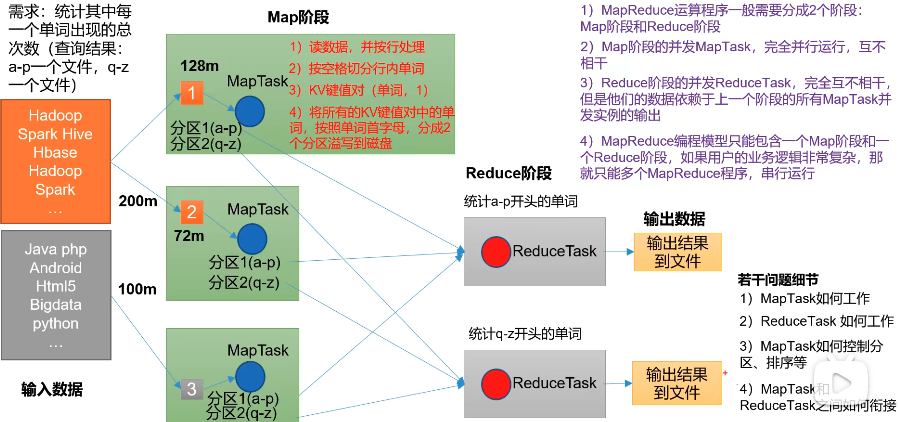 需求：统计其中每
一个单词出现的总
次数（查询结果：
a-p一个文件，q-z
一个文件）
Hadoop
Spark Hive
Hbase
Hadoop
Spark
…
200m
Java php
Android
Html5
Bigdata
python
…
100m
输入数据
Map阶段
128m
1
MapTask
分区1(a-p)
分区2(q-z)
1）读数据，并按行处理
2）按空格切分行内单词
3）KV键值对（单词，1）
4）将所有的KV键值对中的单
词，按照单词首字母，分成2
个分区溢写到磁盘
2
72m
MapTask
分区1(a-p)
分区2(q-z)
3
MapTask
分区1(a-p)
分区2(q-z)
Reduce阶段
统计a-p开头的单词
ReduceTask
统计q-z开头的单词
ReduceTask
输出数据
输出结果
到文件
输出结果
到文件
1）MapReduce运算程序一般需要分成2个阶段：
Map阶段和Reduce阶段
2）Map阶段的并发MapTask，完全并行运行，互不
相干
3）Reduce阶段的并发ReduceTask，完全互不相干，
但是他们的数据依赖于上一个阶段的所有MapTask并
发实例的输出
4）MapReduce编程模型只能包含一个Map阶段和一
个Reduce阶段，如果用户的业务逻辑非常复杂，那
就只能多个MapReduce程序，串行运行
若干问题细节
1）MapTask如何工作
2）ReduceTask 如何工作
3）MapTask如何控制分
区、排序等
4）MapTask和
ReduceTask之间如何衔接